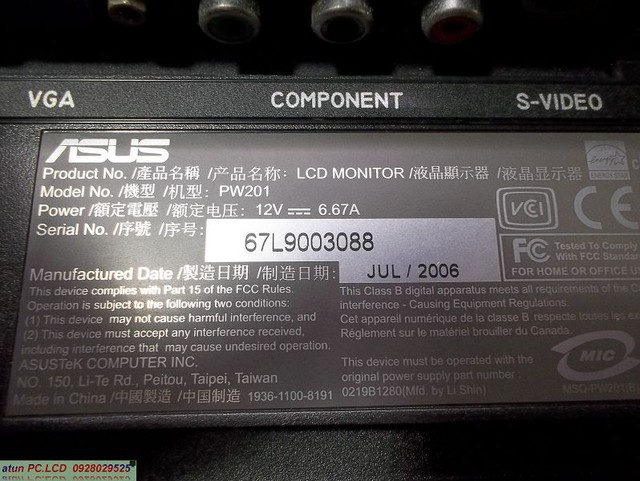 VGA COMPONENT S-VIDEO
ASUS
Product No. /產品名稱 /产品名称: LCD MONITOR /液晶顯示器 /液晶显示器
Model No. /機型 /机型: PW201
Power /額定電壓 /额定电压: 12V 6.67A
Serial No. /序號 /序号: 67L9003088
Manufactured Date /製造日期 /制造日期: JUL / 2006
VCI CE
FC Tested To Comply
With FCC Standar
FOR HOME OR OFFICE U
This device complies with Part 15 of the FCC Rules.
Operation is subject to the following two conditions:
(1) This device may not cause harmful interference, and
(2) This device must accept any interference received,
including interference that may cause undesired operation.
ASUSTeK COMPUTER INC.
NO. 150, Li-Te Rd., Peitou, Taipei, Taiwan
Made in China /中國製造 /中国制造 1936-1100-8191
This Class B digital apparatus meets all requirements of the C
interference - Causing Equipment Regulations.
Cet appareil numérique de la classe B respecte toutes les ex
Règlement sur le matériel brouiller du Canada.
This device must be operated with the
original power supply part number :
0219B1280(Mfd. by Li Shin)
MIC
atun PC.LCD 0928029525